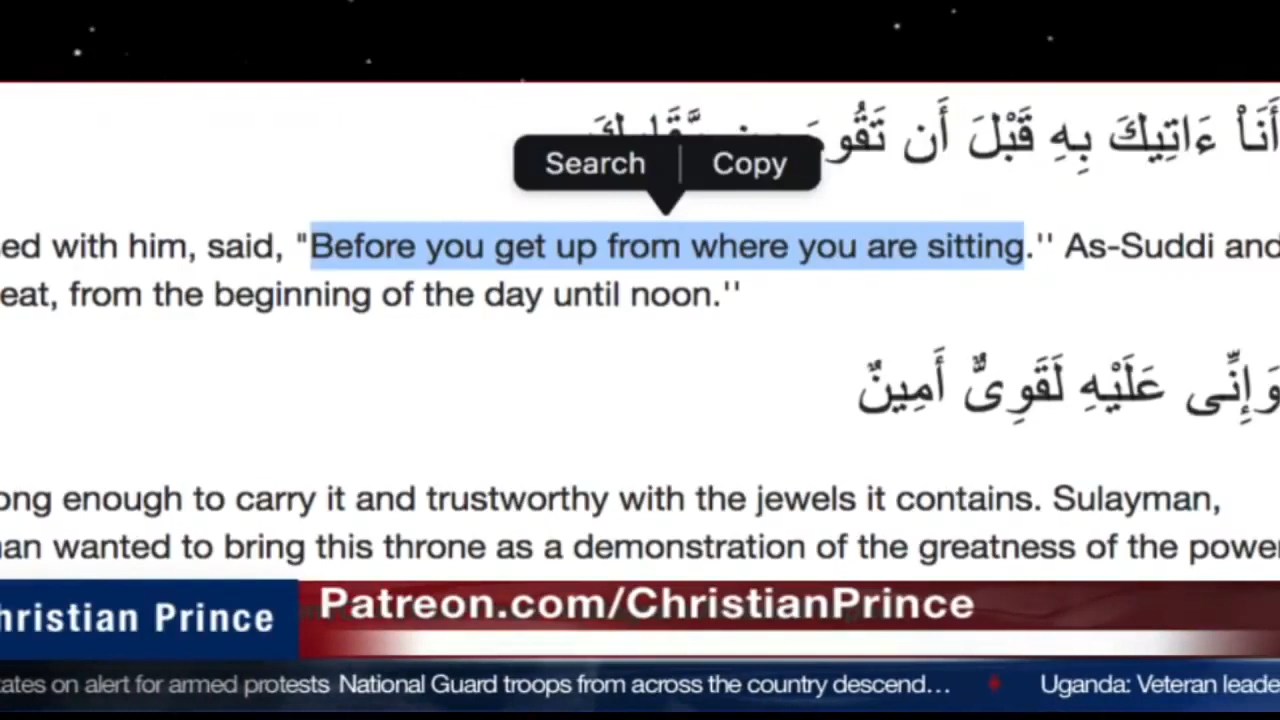 أَنَا۠ ءَاتِيكَ بِهِ قَبْلَ أَن تَقُومَ
Search Copy
ed with him, said, "Before you get up from where you are sitting.'' As-Suddi and
eat, from the beginning of the day until noon.''
وَإِنِّى عَلَيْهِ لَقَوِىٌّ أَمِينٌ
ong enough to carry it and trustworthy with the jewels it contains. Sulayman,
an wanted to bring this throne as a demonstration of the greatness of the power
hristian Prince
Patreon.com/ChristianPrince
ates on alert for armed protests National Guard troops from across the country descend... Uganda: Veteran leade